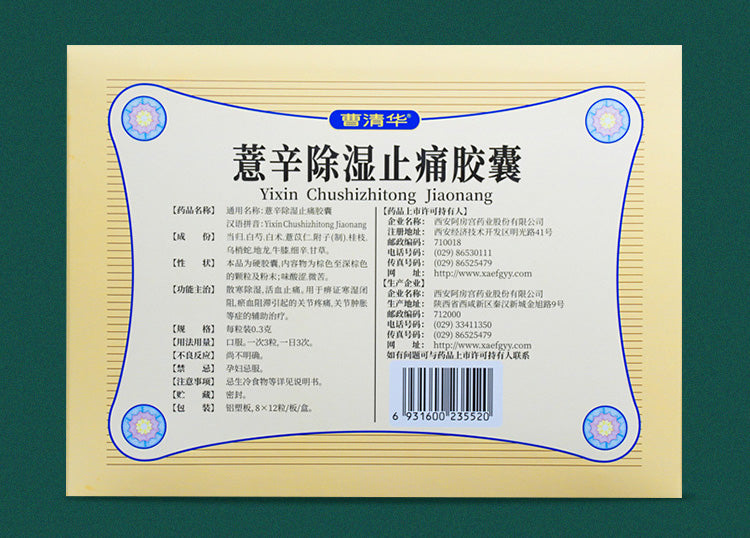 曹清华®
薏辛除湿止痛胶囊
Yixin Chushizhitong Jiaonang
【药品名称】 通用名称:薏辛除湿止痛胶囊
汉语拼音:Yixin Chushizhitong Jiaonang
【成 份】 当归、白芍、白术、薏苡仁、附子(制)、桂枝、
乌梢蛇、地龙、牛膝、细辛、甘草。
【性 状】 本品为硬胶囊,内容物为棕色至深棕色
的颗粒及粉末;味酸涩、微苦。
【功能主治】 散寒除湿,活血止痛。用于痹证寒湿闭
阻,瘀血阻滞引起的关节疼痛,关节肿胀
等症的辅助治疗。
【规 格】 每粒装0.3克
【用法用量】 口服。一次3粒,一日3次。
【不良反应】 尚不明确。
【禁 忌】 孕妇忌服。
【注意事项】 忌生冷食物等详见说明书。
【贮 藏】 密封。
【包 装】 铝塑板, 8×12粒/板/盒。
【药品上市许可持有人】
企业名称: 西安阿房宫药业股份有限公司
注册地址: 西安经济技术开发区明光路41号
邮政编码: 710018
电话号码: (029) 86530111
传真号码: (029) 86525479
网 址: http://www.xaefgyy.com
【生产企业】
企业名称: 西安阿房宫药业股份有限公司
生产地址: 陕西省西咸新区秦汉新城金旭路9号
邮政编码: 712000
电话号码: (029) 33411350
传真号码: (029) 86525479
网 址: http://www.xaefgyy.com
如有问题可与药品上市许可持有人联系
6 931600 235520